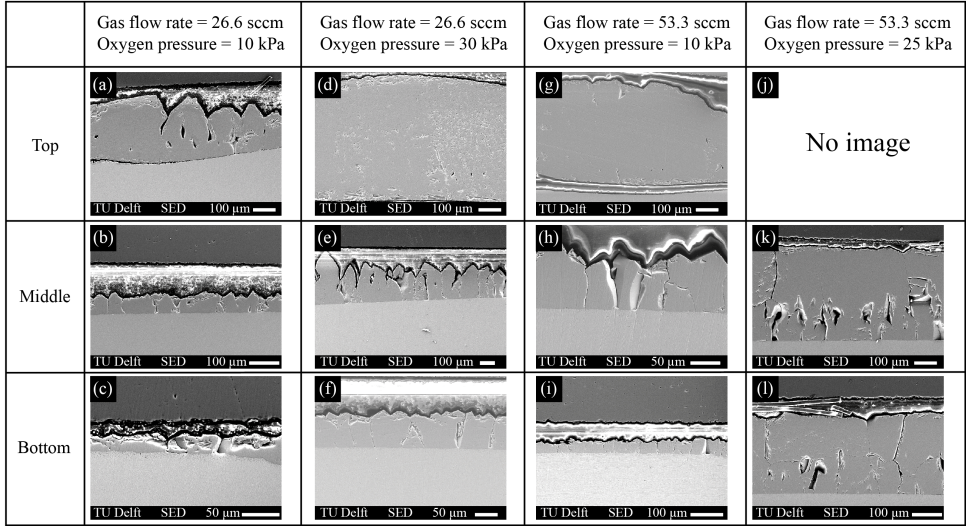 Gas flow rate = 26.6 sccm
Oxygen pressure = 10 kPa
Gas flow rate = 26.6 sccm
Oxygen pressure = 30 kPa
Gas flow rate = 53.3 sccm
Oxygen pressure = 10 kPa
Gas flow rate = 53.3 sccm
Oxygen pressure = 25 kPa
Top
(a)
TU Delft SED 100 µm
(d)
TU Delft SED 100 µm
(g)
TU Delft SED 100 µm
(j)
No image
Middle
(b)
TU Delft SED 100 µm
(e)
TU Delft SED 100 µm
(h)
TU Delft SED 50 µm
(k)
TU Delft SED 100 µm
Bottom
(c)
TU Delft SED 50 µm
(f)
TU Delft SED 50 µm
(i)
TU Delft SED 100 µm
(l)
TU Delft SED 100 µm